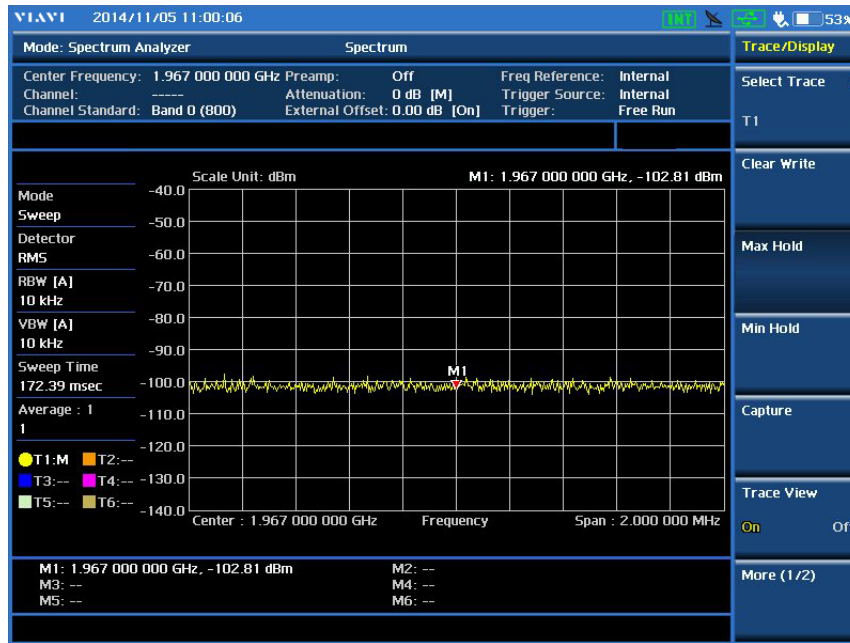 VIAVI 2014/11/05 11:00:06 INT 53%
Mode: Spectrum Analyzer Spectrum
Center Frequency: 1.967 000 000 GHz Preamp: Off Freq Reference: Internal
Channel: ----- Attenuation: 0 dB [M] Trigger Source: Internal
Channel Standard: Band 0 (800) External Offset: 0.00 dB [On] Trigger: Free Run
Scale Unit: dBm M1: 1.967 000 000 GHz, -102.81 dBm
Mode
Sweep
Detector
RMS
RBW [A]
10 kHz
VBW [A]
10 kHz
Sweep Time
172.39 msec
Average : 1
1
T1:M T2:--
T3:-- T4:--
T5:-- T6:--
-40.0
-50.0
-60.0
-70.0
-80.0
-90.0
-100.0
-110.0
-120.0
-130.0
-140.0
M1
Center : 1.967 000 000 GHz Frequency Span : 2.000 000 MHz
M1: 1.967 000 000 GHz, -102.81 dBm M2: --
M3: -- M4: --
M5: -- M6: --
Trace/Display
Select Trace
T1
Clear Write
Max Hold
Min Hold
Capture
Trace View
On Of
More (1/2)